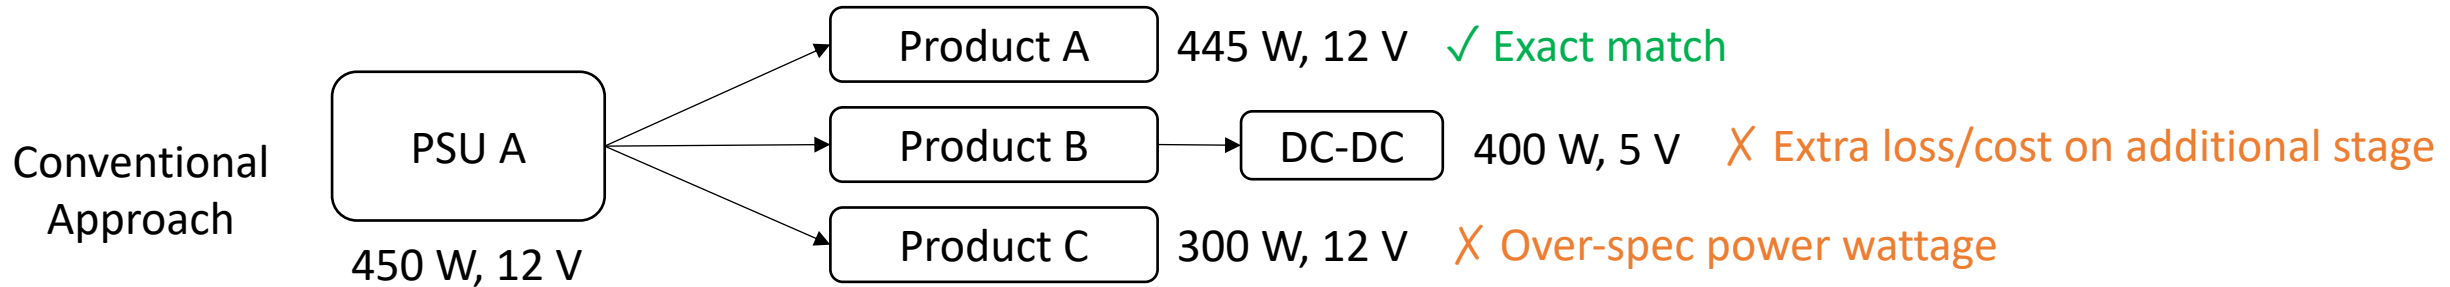 Conventional
Approach
PSU A
450 W, 12 V
Product A 445 W, 12 V ✓ Exact match
Product B DC-DC 400 W, 5 V ✗ Extra loss/cost on additional stage
Product C 300 W, 12 V ✗ Over-spec power wattage